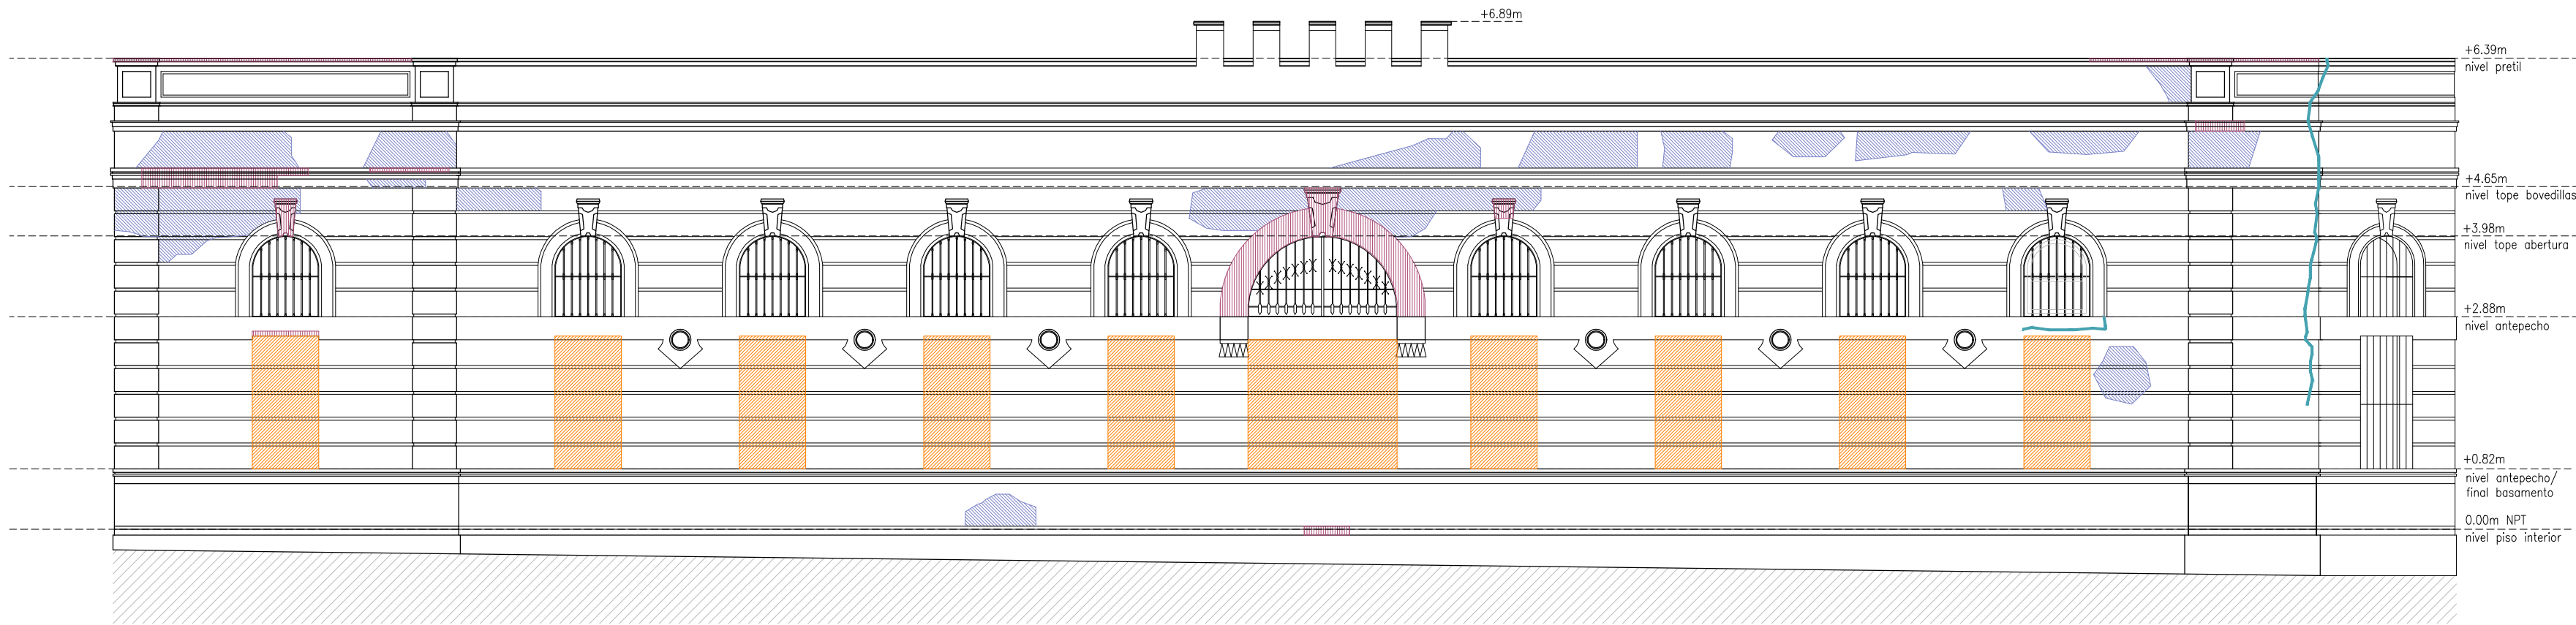 +6.89m
+6.39m
nivel pretil
+4.65m
nivel tope bovedillas
+3.98m
nivel tope abertura
+2.88m
nivel antepecho
+0.82m
nivel antepecho/
final basamento
0.00m NPT
nivel piso interior